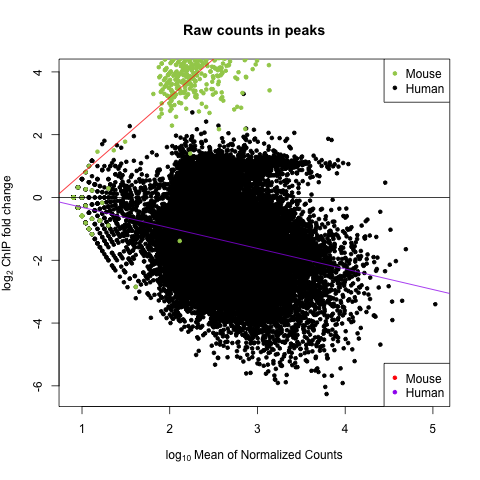 Raw counts in peaks
Mouse
Human
4
2
0
-2
-4
-6
log2 ChIP fold change
Mouse
Human
1 2 3 4 5
log10 Mean of Normalized Counts